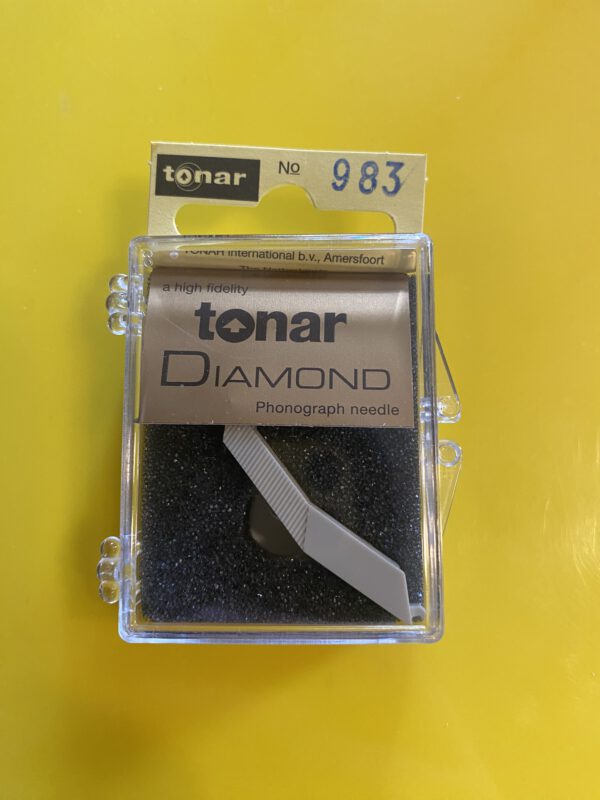 tonar No 983
TONAR International b.v., Amersfoort
a high fidelity
tonar
DIAMOND
Phonograph needle